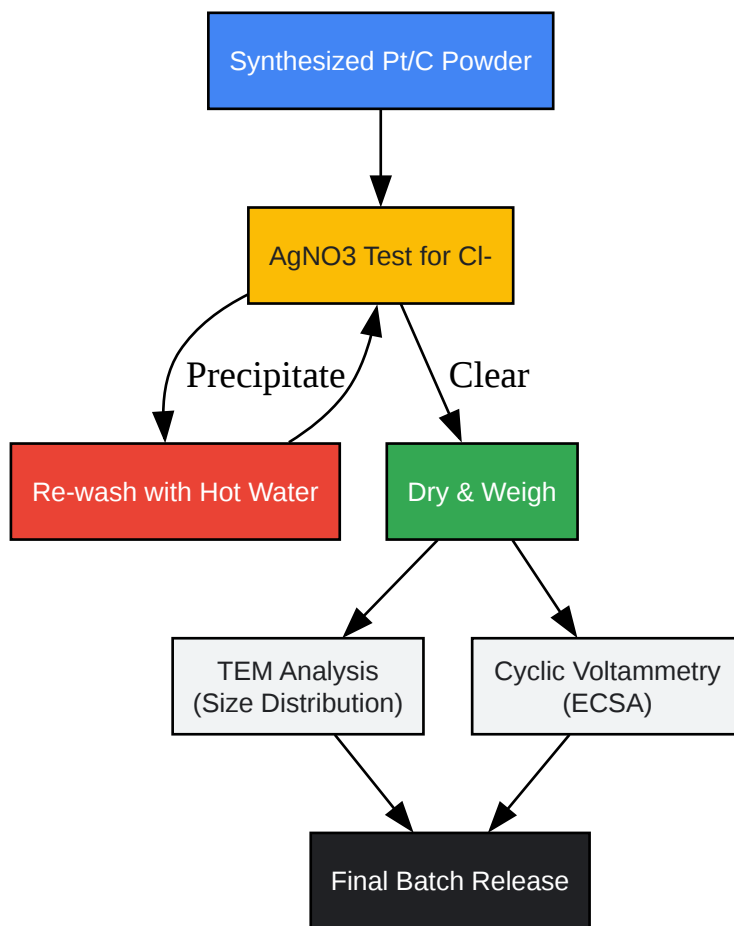 Synthesized Pt/C Powder
AgNO3 Test for Cl-
Precipitate
Clear
Re-wash with Hot Water
Dry & Weigh
TEM Analysis
(Size Distribution)
Cyclic Voltammetry
(ECSA)
Final Batch Release